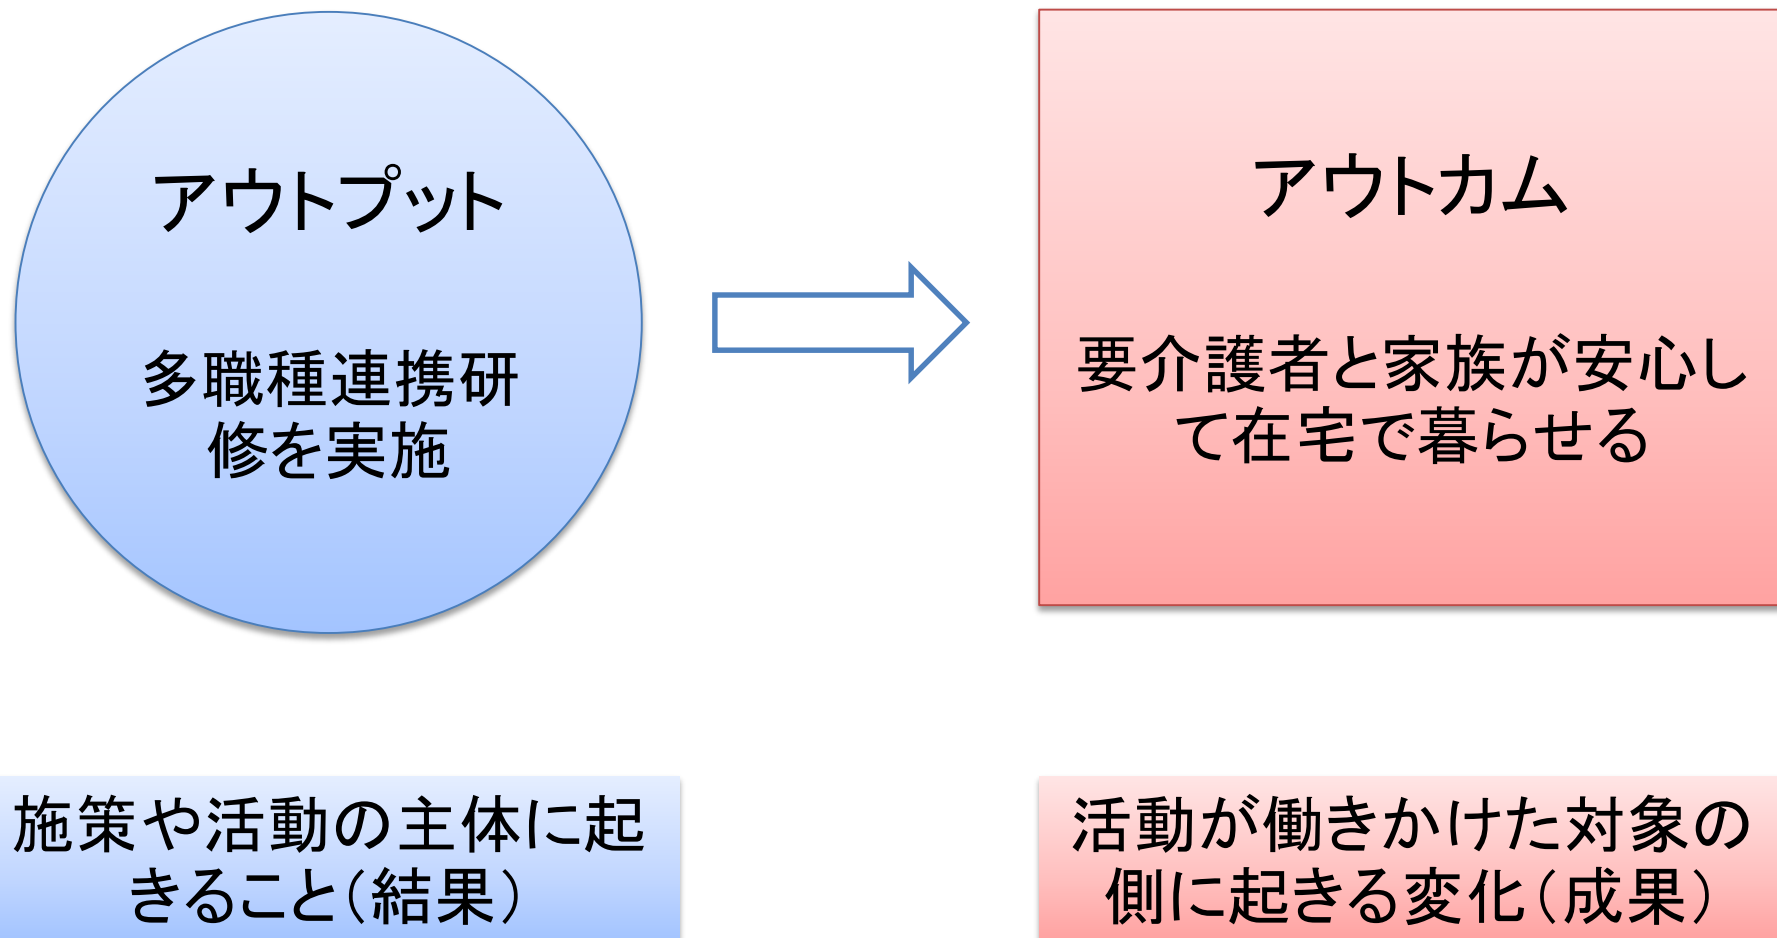 アウトプット
多職種連携研
修を実施
アウトカム
要介護者と家族が安心し
て在宅で暮らせる
施策や活動の主体に起
きること（結果）
活動が働きかけた対象の
側に起きる変化（成果）